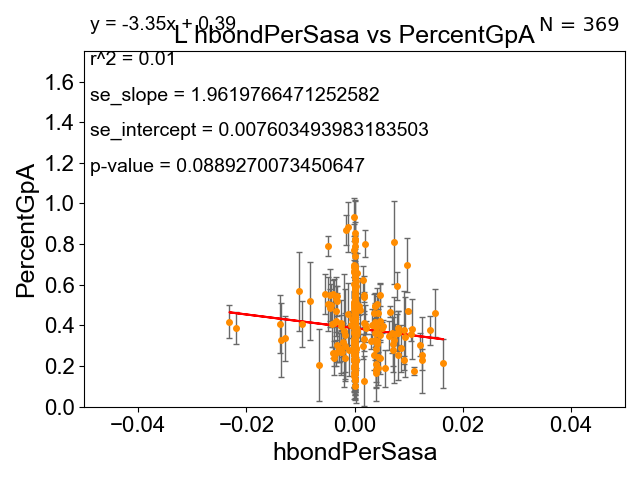 y = -3.35x + 0.39
N = 369
L hbondPerSasa vs PercentGpA
r^2 = 0.01
se_slope = 1.9619766471252582
se_intercept = 0.007603493983183503
p-value = 0.0889270073450647
1.6
1.4
1.2
1.0
0.8
0.6
0.4
0.2
0.0
PercentGpA
−0.04 −0.02 0.00 0.02 0.04
hbondPerSasa